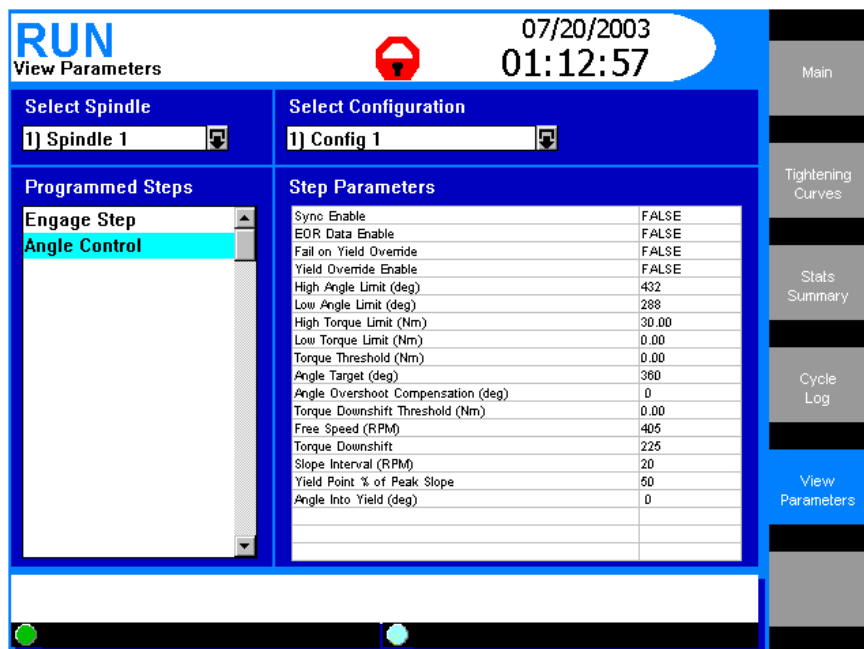 RUN
View Parameters
07/20/2003
01:12:57
Select Spindle
1) Spindle 1
Select Configuration
1) Config 1
Programmed Steps
Engage Step
Angle Control
Step Parameters
Sync Enable FALSE
EOR Data Enable FALSE
Fail on Yield Override FALSE
Yield Override Enable FALSE
High Angle Limit (deg) 432
Low Angle Limit (deg) 288
High Torque Limit (Nm) 30.00
Low Torque Limit (Nm) 0.00
Torque Threshold (Nm) 0.00
Angle Target (deg) 360
Angle Overshoot Compensation (deg) 0
Torque Downshift Threshold (Nm) 0.00
Free Speed (RPM) 405
Torque Downshift 225
Slope Interval (RPM) 20
Yield Point % of Peak Slope 50
Angle Into Yield (deg) 0
Main
Tightening
Curves
Stats
Summary
Cycle
Log
View
Parameters